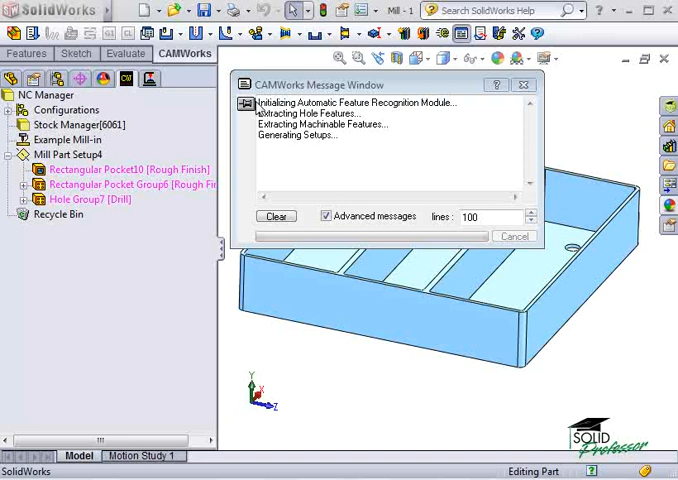 SolidWorks
Mill - 1
Search SolidWorks Help
Features
Sketch
Evaluate
CAMWorks
NC Manager
Configurations
Stock Manager[6061]
Example Mill-in
Mill Part Setup4
Rectangular Pocket10 [Rough Finish]
Rectangular Pocket Group6 [Rough Fini
Hole Group7 [Drill]
Recycle Bin
CAMWorks Message Window
Initializing Automatic Feature Recognition Module...
Extracting Hole Features...
Extracting Machinable Features...
Generating Setups...
Clear
Advanced messages
lines :
100
Cancel
Y
X
Z
SOLID
Professor
Model
Motion Study 1
SolidWorks
Editing Part